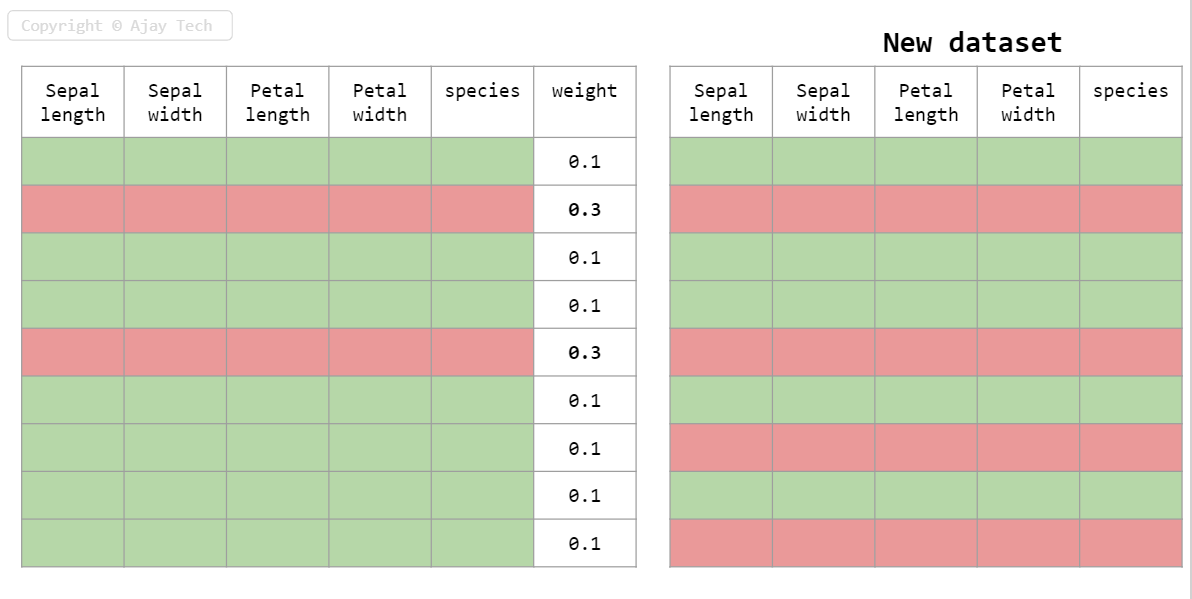 Copyright © Ajay Tech
New dataset
Sepal length Sepal width Petal length Petal width species weight
0.1
0.3
0.1
0.1
0.3
0.1
0.1
0.1
0.1
Sepal length Sepal width Petal length Petal width species